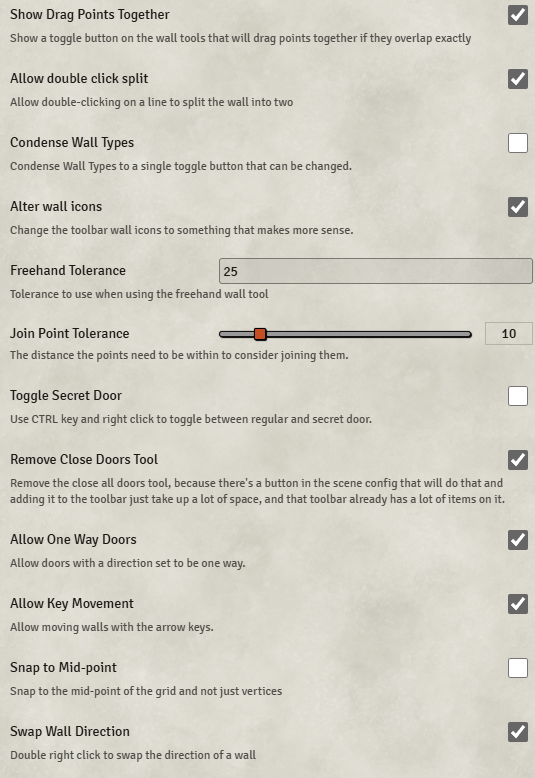 Show Drag Points Together
Show a toggle button on the wall tools that will drag points together if they overlap exactly
Allow double click split
Allow double-clicking on a line to split the wall into two
Condense Wall Types
Condense Wall Types to a single toggle button that can be changed.
Alter wall icons
Change the toolbar wall icons to something that makes more sense.
Freehand Tolerance
25
Tolerance to use when using the freehand wall tool
Join Point Tolerance
10
The distance the points need to be within to consider joining them.
Toggle Secret Door
Use CTRL key and right click to toggle between regular and secret door.
Remove Close Doors Tool
Remove the close all doors tool, because there's a button in the scene config that will do that and
adding it to the toolbar just take up a lot of space, and that toolbar already has a lot of items on it.
Allow One Way Doors
Allow doors with a direction set to be one way.
Allow Key Movement
Allow moving walls with the arrow keys.
Snap to Mid-point
Snap to the mid-point of the grid and not just vertices
Swap Wall Direction
Double right click to swap the direction of a wall